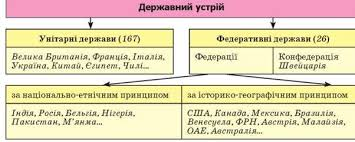 Державний устрій
Унітарні держави (167)
Велика Британія, Франція, Італія,
Україна, Китай, Єгипет, Чилі...
Федеративні держави (26)
Федерації
Конфедерація
Швейцарія
за національно-етнічним принципом
Індія, Росія, Бельгія, Нігерія,
Пакистан, М'янма...
за історико-географічним принципом
США, Канада, Мексика, Бразилія,
Венесуела, ФРН, Австрія, Малайзія,
ОАЕ, Австралія...